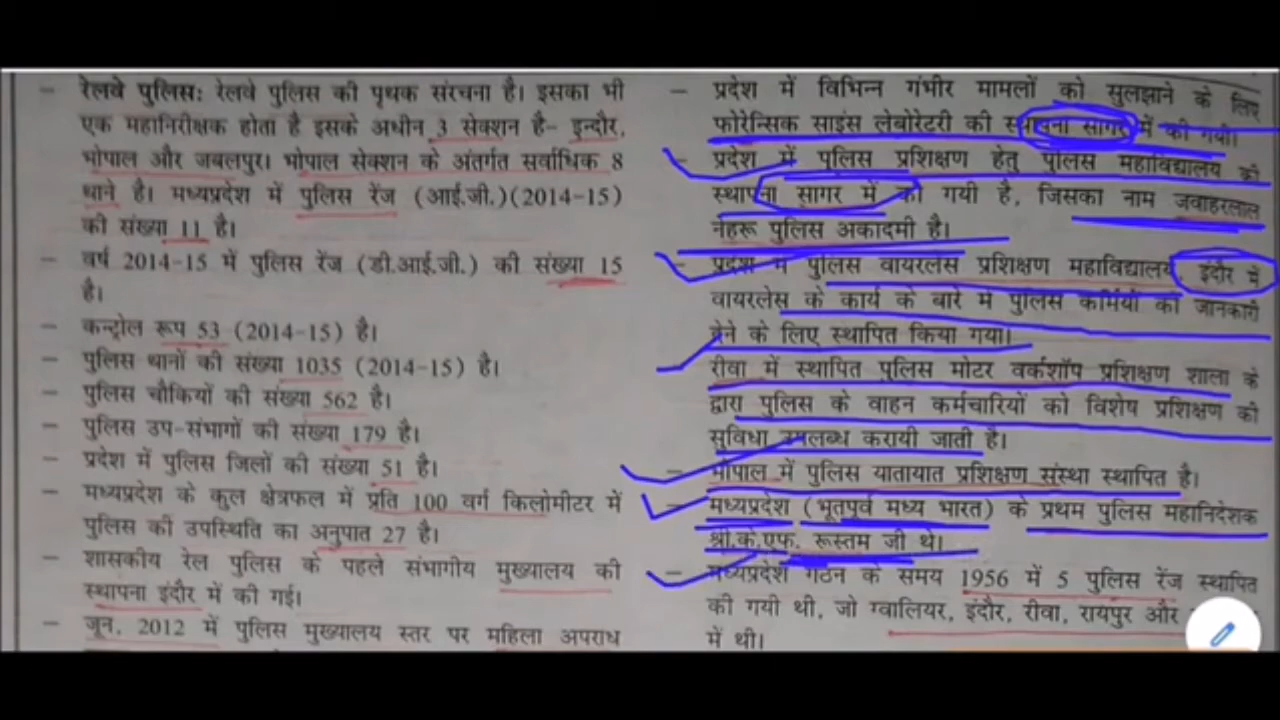 – रेलवे पुलिस: रेलवे पुलिस की पृथक संरचना है। इसका भी
एक महानिरीक्षक होता है इसके अधीन 3 सेक्शन है- इन्दौर,
भोपाल और जबलपुर। भोपाल सेक्शन के अंतर्गत सर्वाधिक 8
थाने है। मध्यप्रदेश में पुलिस रेंज (आई.जी.)(2014-15)
की संख्या 11 है।
– वर्ष 2014-15 में पुलिस रेंज (डी.आई.जी.) की संख्या 15
है।
– कन्ट्रोल रूप 53 (2014-15) है।
– पुलिस थानों की संख्या 1035 (2014-15) है।
– पुलिस चौकियों की संख्या 562 है।
– पुलिस उप-संभागों की संख्या 179 है।
– प्रदेश में पुलिस जिलों की संख्या 51 है।
– मध्यप्रदेश के कुल क्षेत्रफल में प्रति 100 वर्ग किलोमीटर में
पुलिस की उपस्थिति का अनुपात 27 है।
– शासकीय रेल पुलिस के पहले संभागीय मुख्यालय की
स्थापना इंदौर में की गई।
– जून, 2012 में पुलिस मुख्यालय स्तर पर महिला अपराध
– प्रदेश में विभिन्न गंभीर मामलों को सुलझाने के लिए
फोरेन्सिक साइंस लेबोरेटरी की स्थापना सागर में की गयी।
– प्रदेश में पुलिस प्रशिक्षण हेतु पुलिस महाविद्यालय की
स्थापना सागर में की गयी है, जिसका नाम जवाहरलाल
नेहरू पुलिस अकादमी है।
– प्रदेश में पुलिस वायरलेस प्रशिक्षण महाविद्यालय, इंदौर में
वायरलेस के कार्य के बारे में पुलिस कर्मियों को जानकारी
देने के लिए स्थापित किया गया।
रीवा में स्थापित पुलिस मोटर वर्कशॉप प्रशिक्षण शाला के
द्वारा पुलिस के वाहन कर्मचारियों को विशेष प्रशिक्षण की
सुविधा उपलब्ध करायी जाती है।
– भोपाल में पुलिस यातायात प्रशिक्षण संस्था स्थापित है।
– मध्यप्रदेश (भूतपूर्व मध्य भारत) के प्रथम पुलिस महानिदेशक
श्री.के.एफ. रूस्तम जी थे।
– मध्यप्रदेश गठन के समय 1956 में 5 पुलिस रेंज स्थापित
की गयी थी, जो ग्वालियर, इंदौर, रीवा, रायपुर और
में थी।